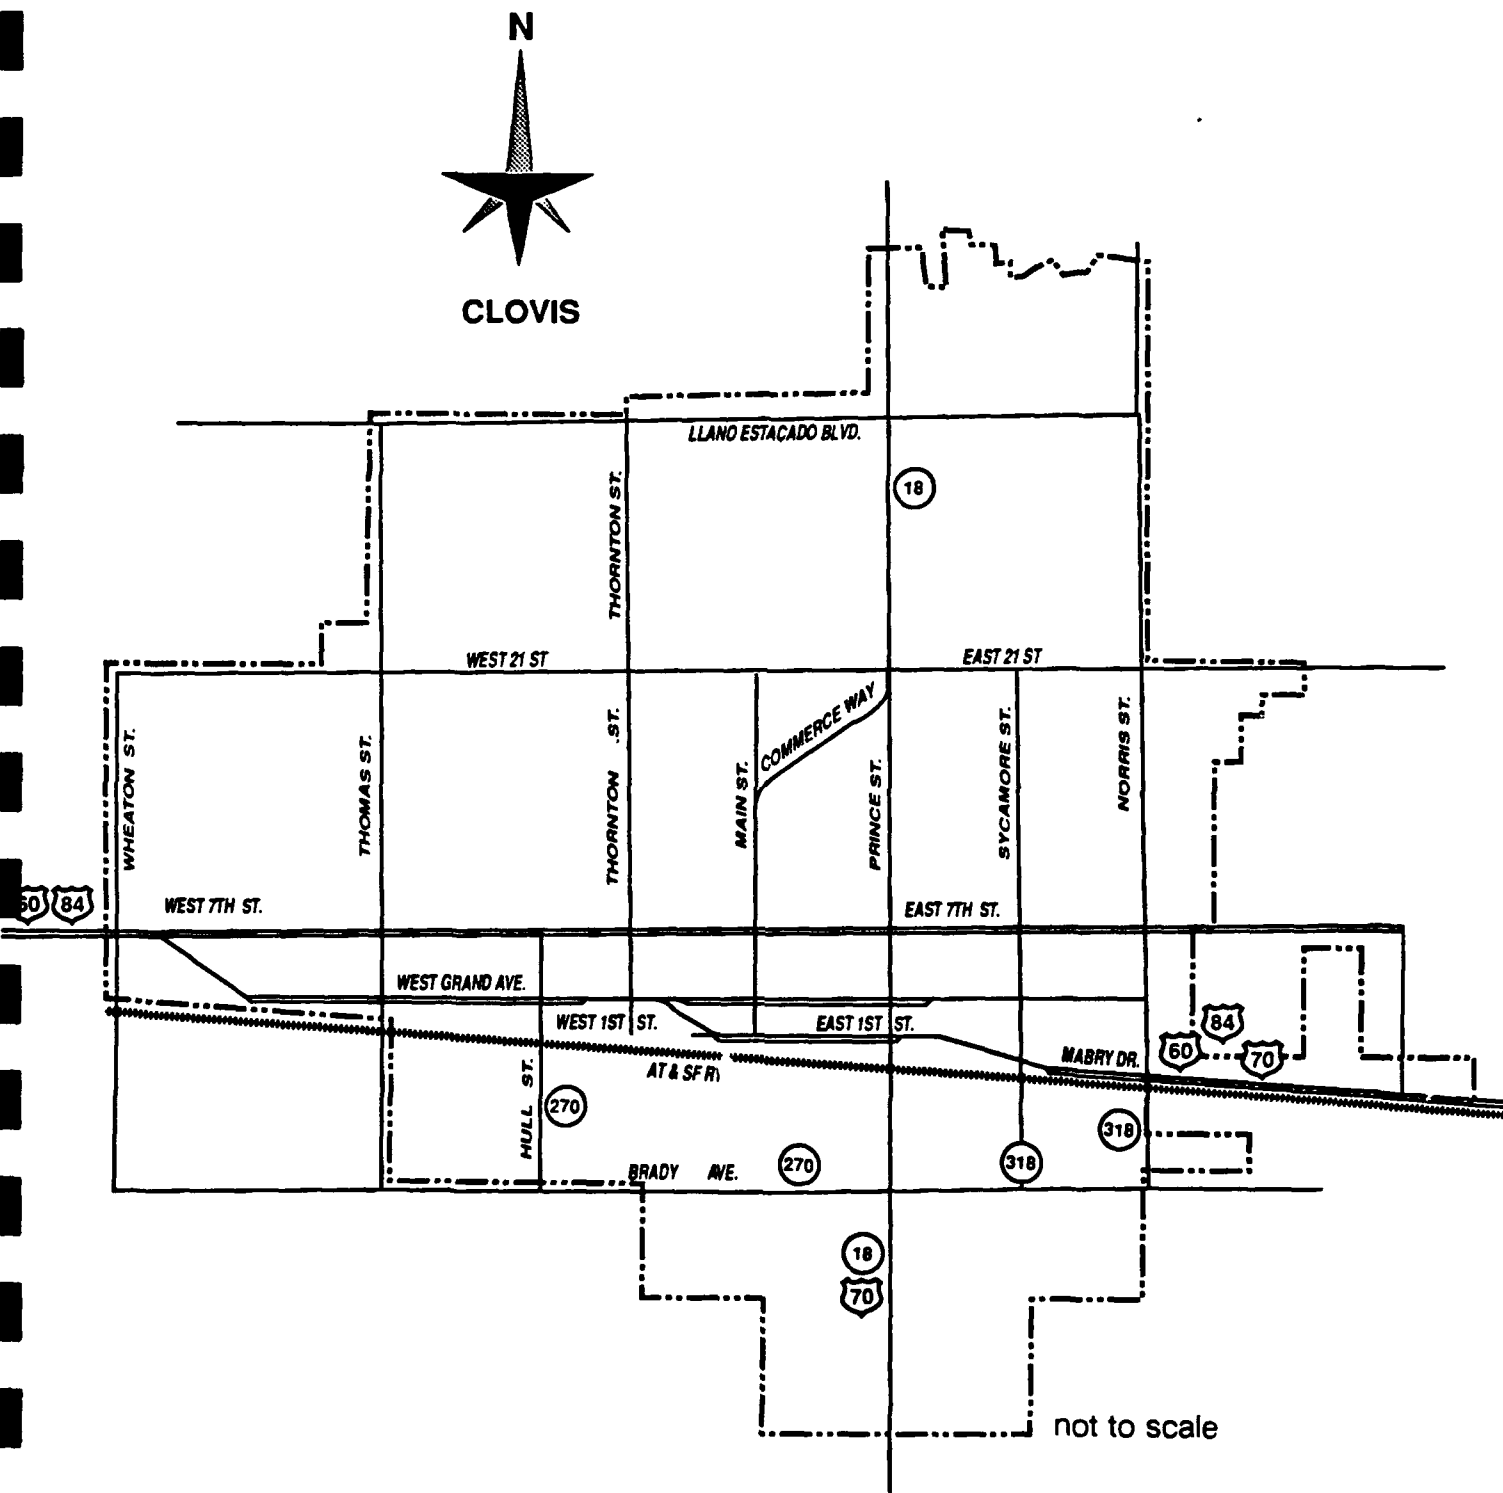 N
CLOVIS
LLANO ESTACADO BLVD.
18
THORNTON ST.
WEST 21 ST
EAST 21 ST
WHEATON ST.
THOMAS ST.
THORNTON .ST.
MAIN ST.
COMMERCE WAY
PRINCE ST.
SYCAMORE ST.
NORRIS ST.
60
84
WEST 7TH ST.
EAST 7TH ST.
WEST GRAND AVE.
WEST 1ST ST.
EAST 1ST ST.
84
60
70
MABRY DR.
AT & SF RY
HULL ST.
270
318
BRADY AVE.
270
318
18
70
not to scale